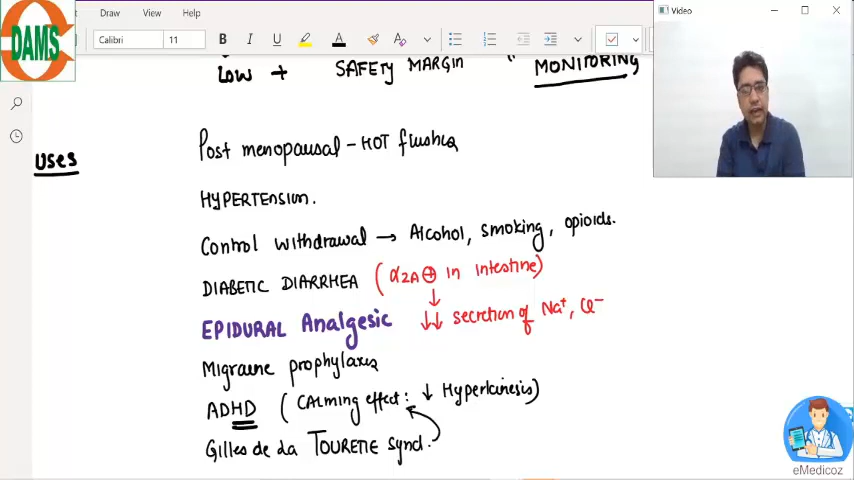 DAMS
Draw Design View Help
Calibri 11 B I U A A
Video
Low + SAFETY MARGIN MONITORING
Uses
Post menopausal - HOT flushes
HYPERTENSION.
Control withdrawal → Alcohol, smoking, opioids.
DIABETIC DIARRHEA (α2A ⊕ in intestine)
↓
EPIDURAL Analgesic ↓↓ secretion of Na+, Cl-
Migraine prophylaxis
ADHD (CALming effect: ↓ Hyperkinesis)
Gilles de La TOURETTE synd.
eMedicoz